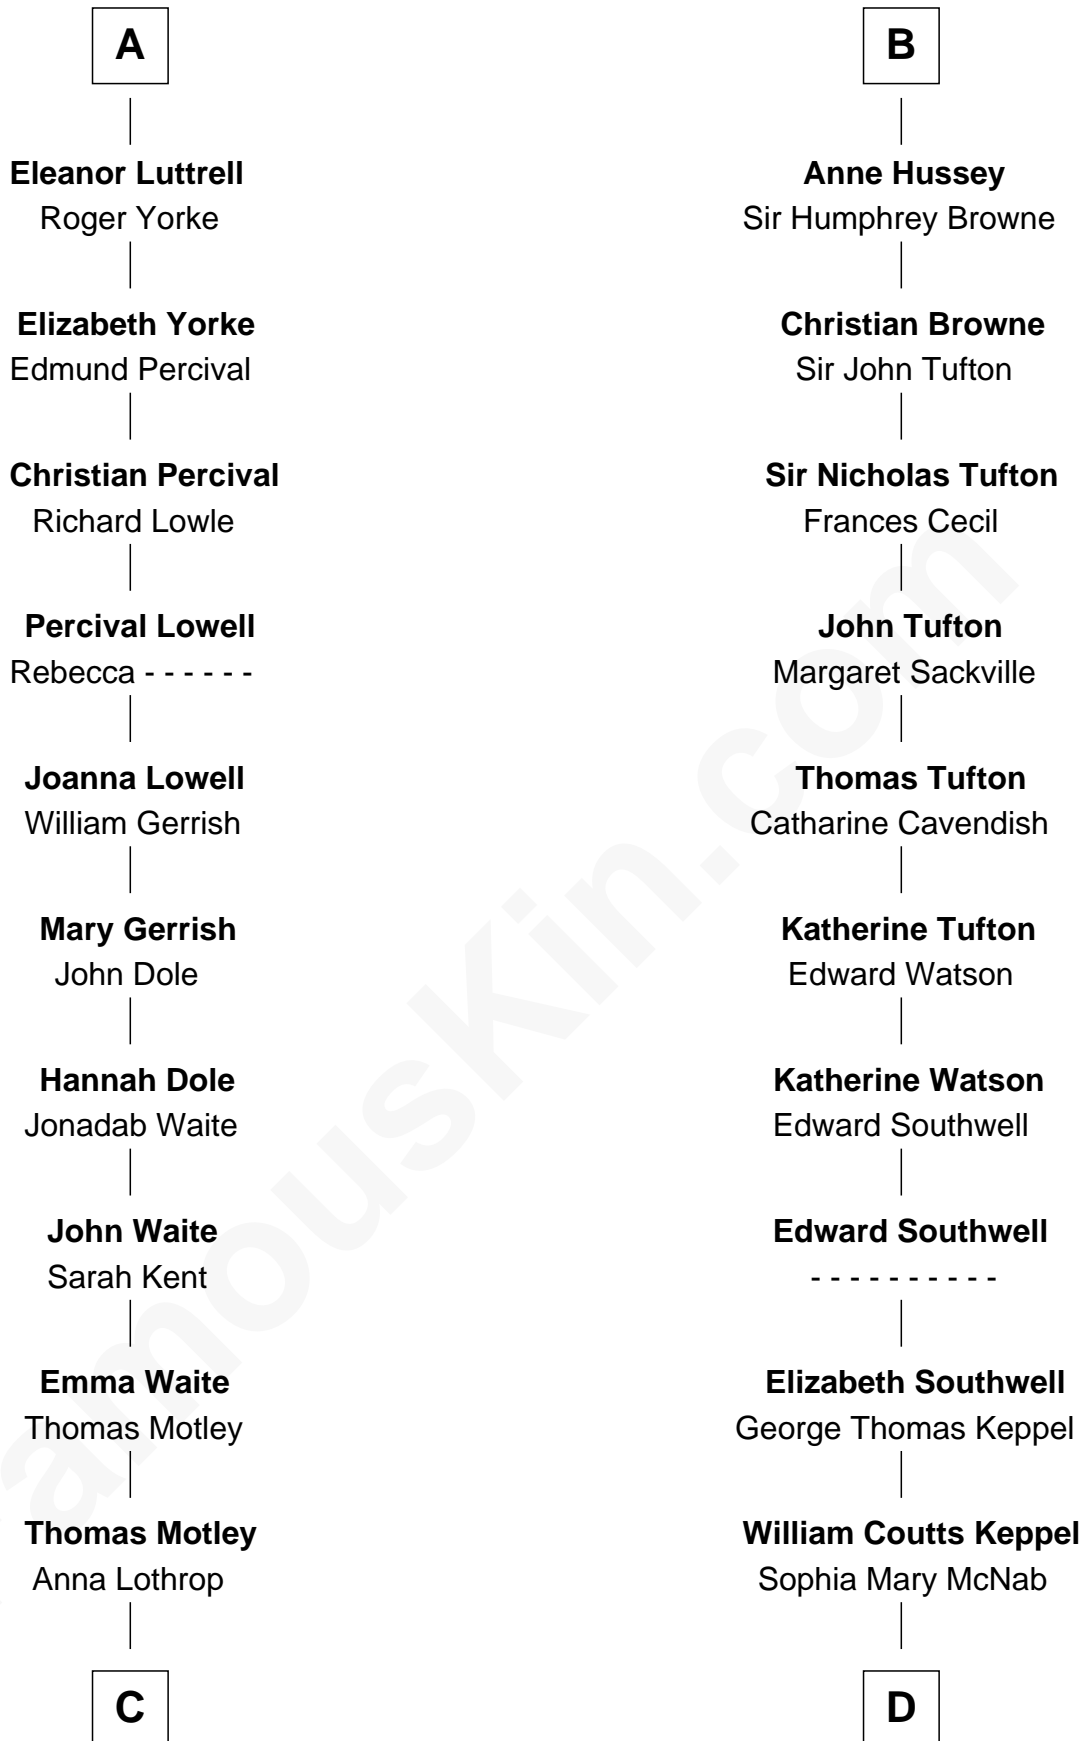 A
Eleanor Luttrell
Roger Yorke
Elizabeth Yorke
Edmund Percival
Christian Percival
Richard Lowle
Percival Lowell
Rebecca - - - - - -
Joanna Lowell
William Gerrish
Mary Gerrish
John Dole
Hannah Dole
Jonadab Waite
John Waite
Sarah Kent
Emma Waite
Thomas Motley
Thomas Motley
Anna Lothrop
C
B
Anne Hussey
Sir Humphrey Browne
Christian Browne
Sir John Tufton
Sir Nicholas Tufton
Frances Cecil
John Tufton
Margaret Sackville
Thomas Tufton
Catharine Cavendish
Katherine Tufton
Edward Watson
Katherine Watson
Edward Southwell
Edward Southwell
- - - - - - - - - -
Elizabeth Southwell
George Thomas Keppel
William Coutts Keppel
Sophia Mary McNab
D
amouskin.com